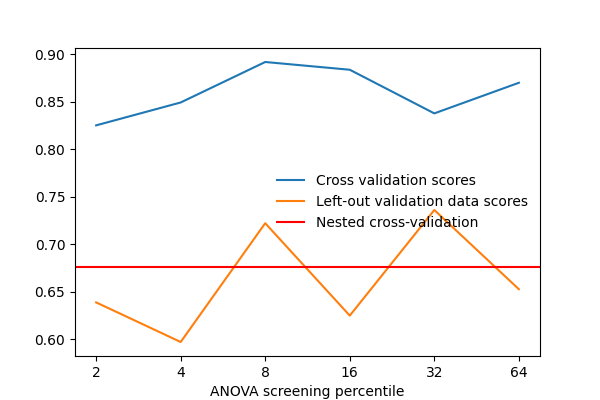 0.90
0.85
0.80
0.75
0.70
0.65
0.60
Cross validation scores
Left-out validation data scores
Nested cross-validation
2 4 8 16 32 64
ANOVA screening percentile